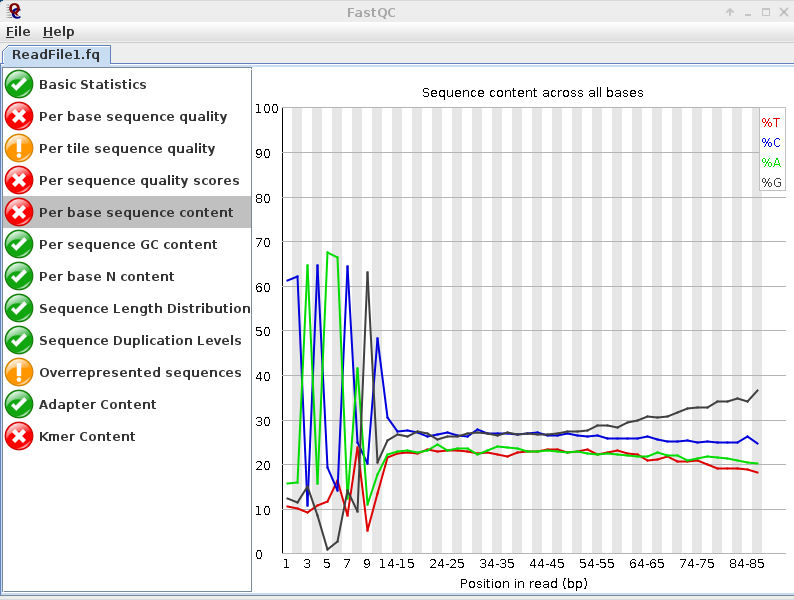 FastQC
File Help
ReadFile1.fq
Basic Statistics
Per base sequence quality
Per tile sequence quality
Per sequence quality scores
Per base sequence content
Per sequence GC content
Per base N content
Sequence Length Distribution
Sequence Duplication Levels
Overrepresented sequences
Adapter Content
Kmer Content
Sequence content across all bases
100
90
80
70
60
50
40
30
20
10
0
%T
%C
%A
%G
1 3 5 7 9 14-15 24-25 34-35 44-45 54-55 64-65 74-75 84-85
Position in read (bp)